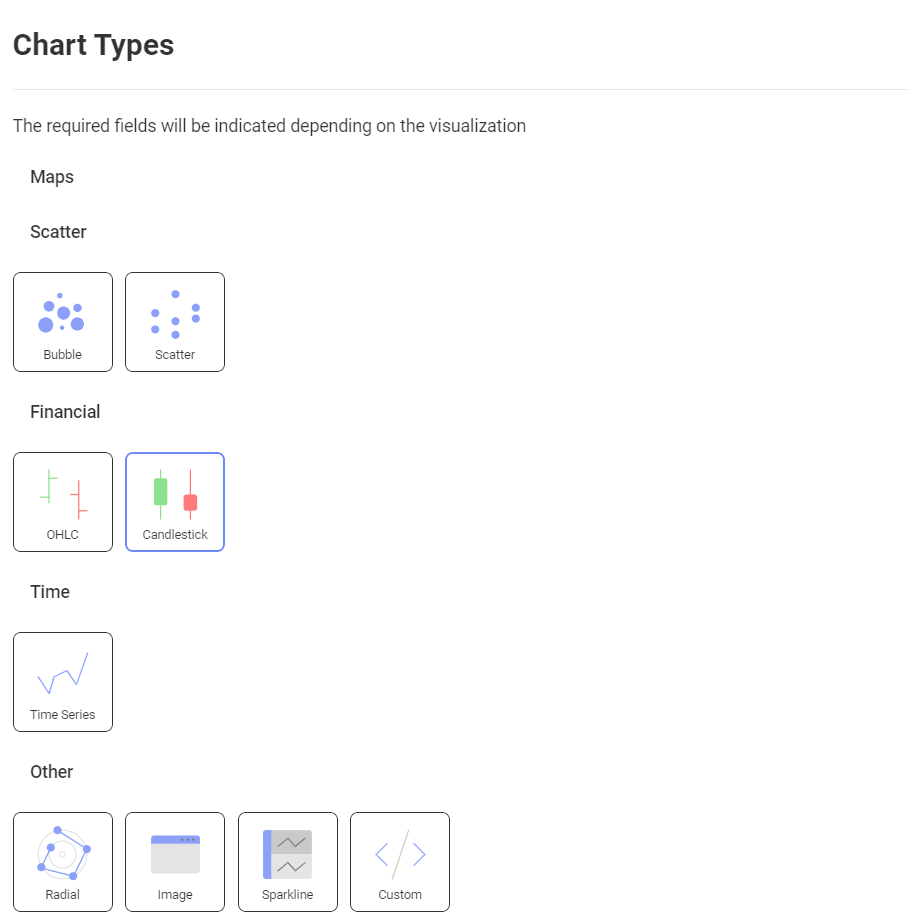 Chart Types
The required fields will be indicated depending on the visualization
Maps
Scatter
Bubble
Scatter
Financial
OHLC
Candlestick
Time
Time Series
Other
Radial
Image
Sparkline
Custom